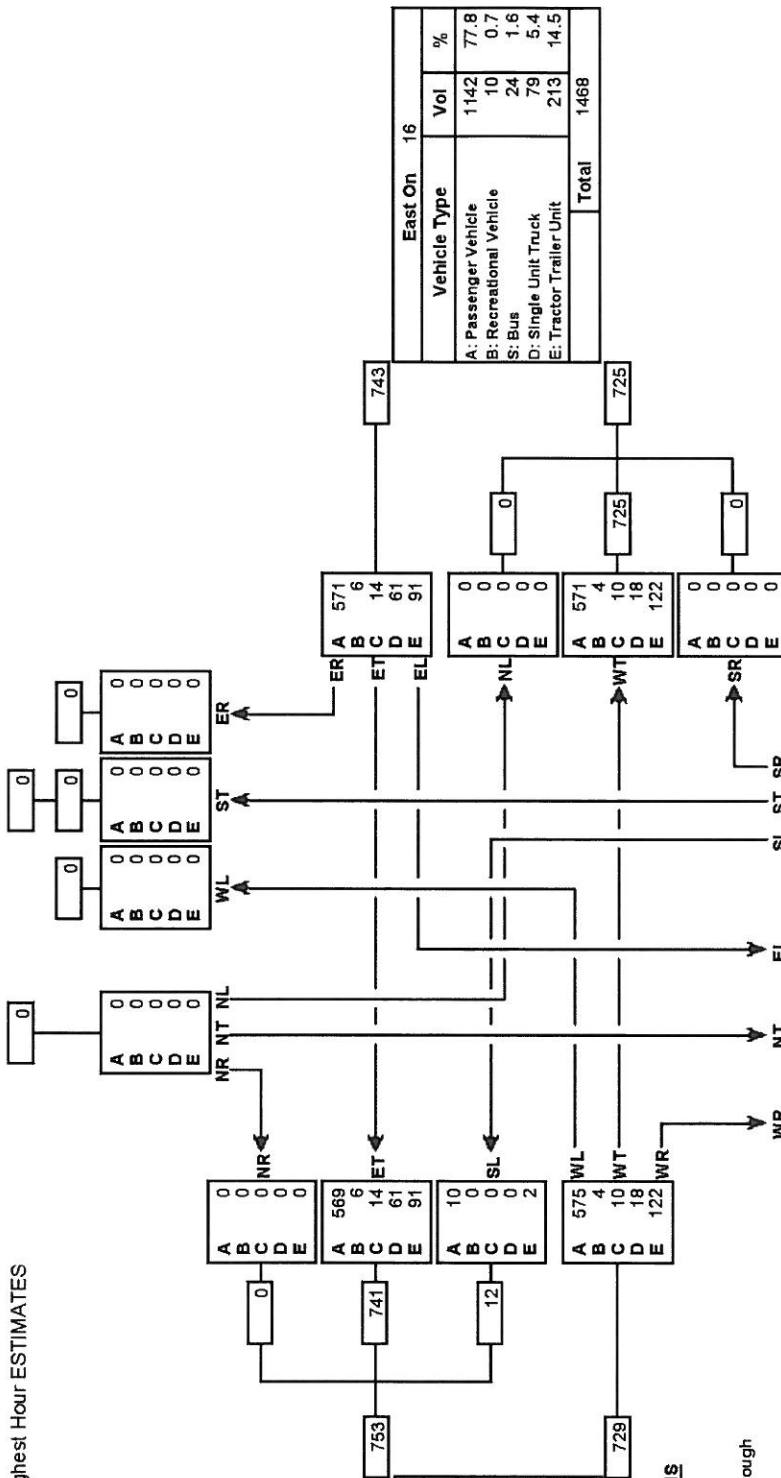 ghest Hour ESTIMATES
0
A 0
B 0
C 0
D 0
E 0
NR NT NL
0
A 0
B 0
C 0
D 0
E 0
WL
0
0
A 0
B 0
C 0
D 0
E 0
ST
0
A 0
B 0
C 0
D 0
E 0
ER
753
0
A 0
B 0
C 0
D 0
E 0
NR
741
A 569
B 6
C 14
D 61
E 91
ET
12
A 10
B 0
C 0
D 0
E 2
SL
729
A 575
B 4
C 10
D 18
E 122
WL
WT
WR
ER
ET
EL
A 571
B 6
C 14
D 61
E 91
743
NL
A 0
B 0
C 0
D 0
E 0
0
WT
A 571
B 4
C 10
D 18
E 122
725
SR
A 0
B 0
C 0
D 0
E 0
0
725
East On 16
Vehicle Type Vol %
A: Passenger Vehicle 1142 77.8
B: Recreational Vehicle 10 0.7
S: Bus 24 1.6
D: Single Unit Truck 79 5.4
E: Tractor Trailer Unit 213 14.5
Total 1468
WR NT EL SL ST SR
ough